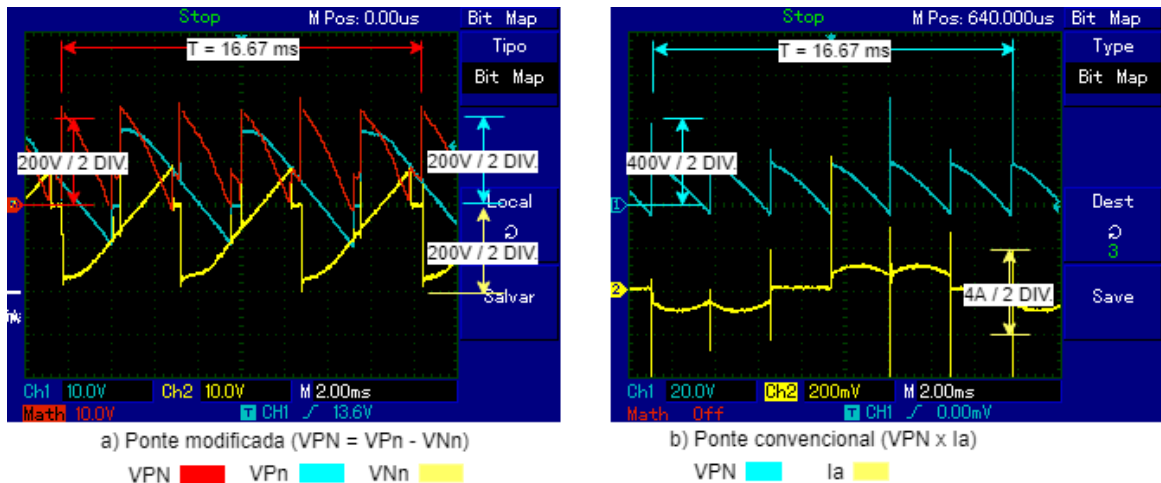 Stop M Pos: 0.00us Bit Map
Tipo
Bit Map
T = 16.67 ms
200V / 2 DIV.
200V / 2 DIV.
Local
200V / 2 DIV.
Salvar
Ch1 10.0V Ch2 10.0V M 2.00ms
Math 10.0V T CH1 13.6V
a) Ponte modificada (VPN = VPn - VNn)
VPN VPn VNn
Stop M Pos: 640.000us Bit Map
Type
Bit Map
T = 16.67 ms
400V / 2 DIV.
1
Dest
3
2
4A / 2 DIV.
Save
Ch1 20.0V Ch2 200mV M 2.00ms
Math Off T CH1 0.00mV
b) Ponte convencional (VPN x Ia)
VPN Ia